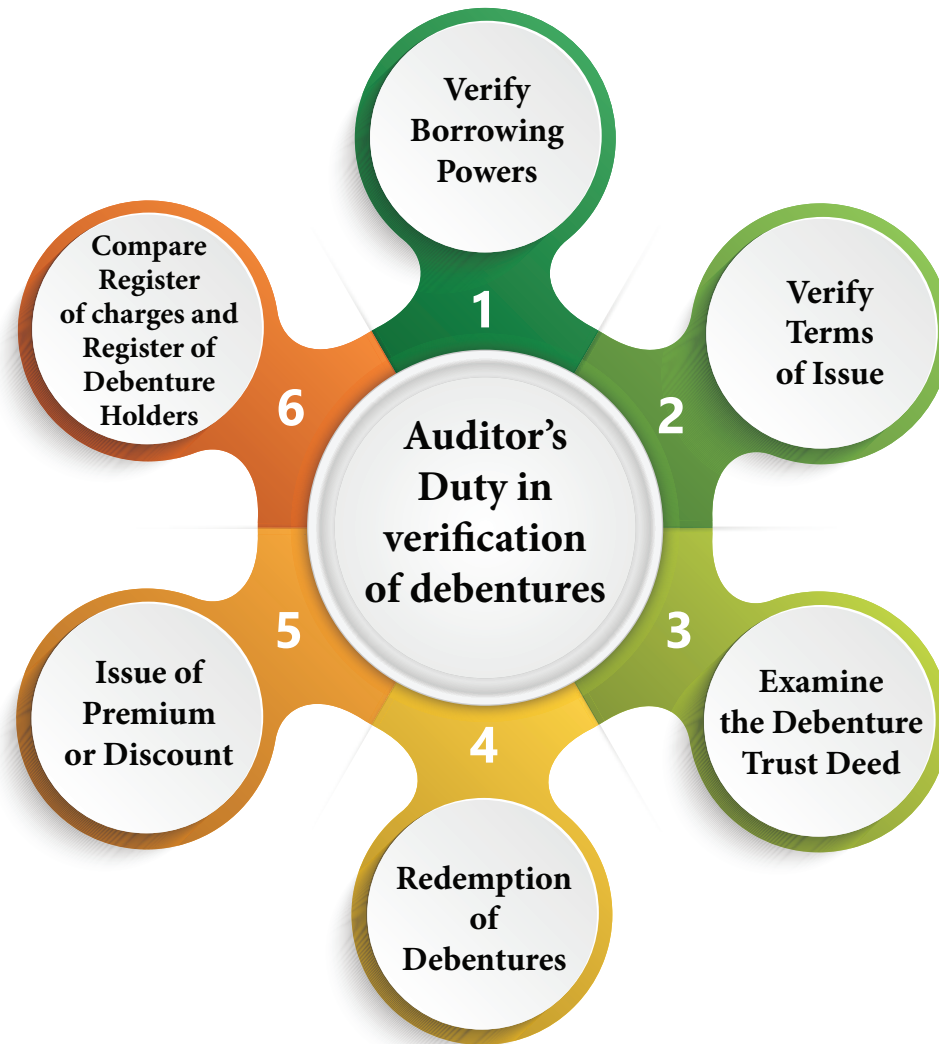 Auditor's
Duty in
verification
of debentures
1
Verify
Borrowing
Powers
2
Verify
Terms
of Issue
3
Examine
the Debenture
Trust Deed
4
Redemption
of
Debentures
5
Issue of
Premium
or Discount
6
Compare
Register
of charges and
Register of
Debenture
Holders